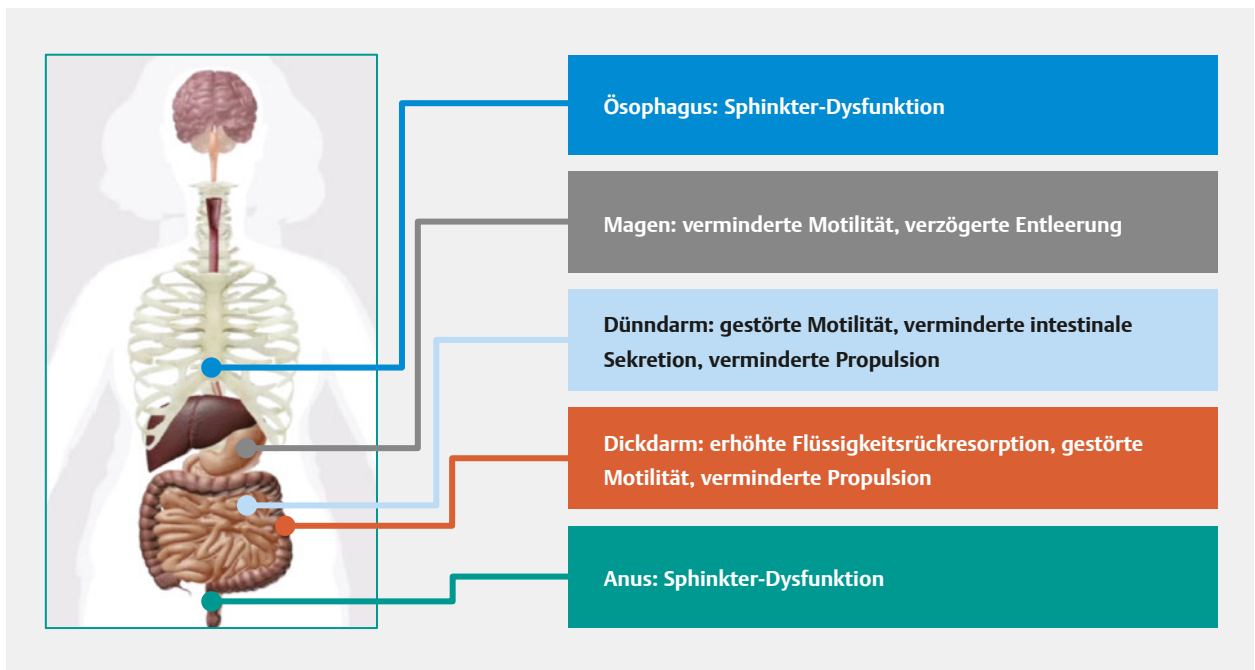 Ösophagus: Sphinkter-Dysfunktion
Magen: verminderte Motilität, verzögerte Entleerung
Dünndarm: gestörte Motilität, verminderte intestinale
Sekretion, verminderte Propulsion
Dickdarm: erhöhte Flüssigkeitsrückresorption, gestörte
Motilität, verminderte Propulsion
Anus: Sphinkter-Dysfunktion